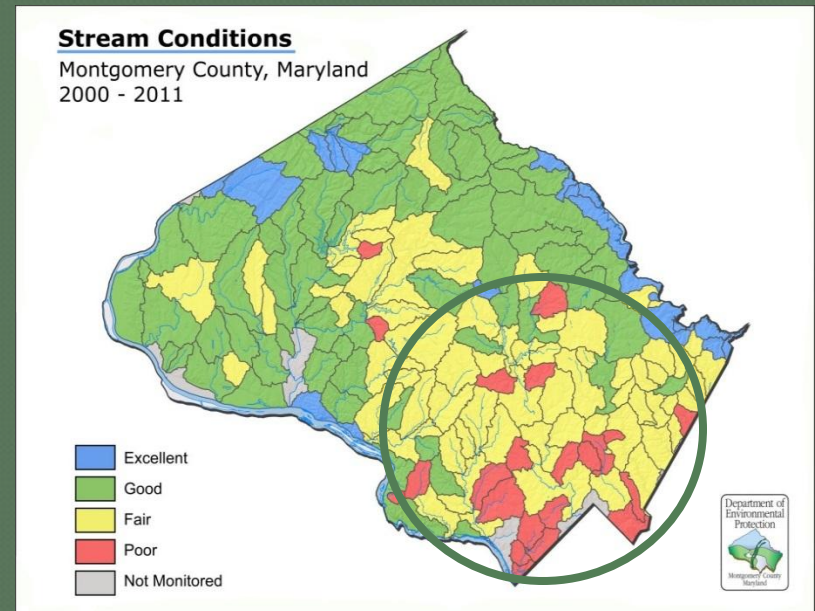 Stream Conditions
Montgomery County, Maryland
2000 - 2011
Excellent
Good
Fair
Poor
Not Monitored
Department of
Environmental
Protection
Montgomery County
Maryland